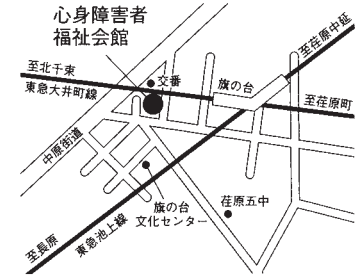 心身障害者
福祉会館
至荏原中延
至北千束
交番
旗の台
東急大井町線
至荏原町
中原街道
旗の台
文化センター
荏原五中
東急池上線
至長原